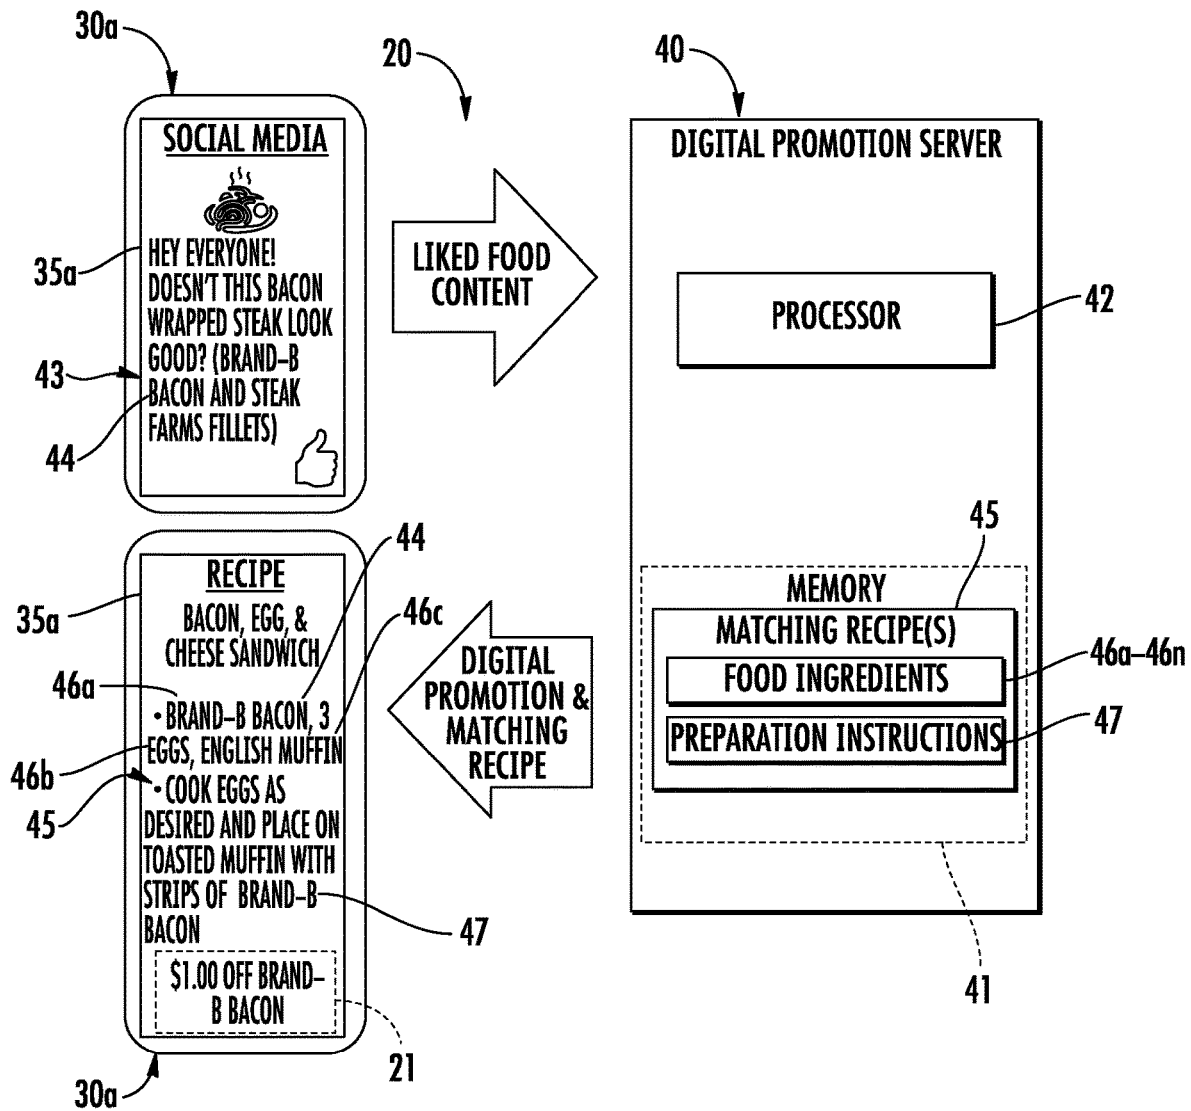 30a
SOCIAL MEDIA
35a
HEY EVERYONE!
DOESN'T THIS BACON
WRAPPED STEAK LOOK
GOOD? (BRAND–B
BACON AND STEAK
FARMS FILLETS)
43
44
20
LIKED FOOD
CONTENT
40
DIGITAL PROMOTION SERVER
PROCESSOR
42
45
MEMORY
MATCHING RECIPE(S)
FOOD INGREDIENTS
46a–46n
PREPARATION INSTRUCTIONS
47
41
DIGITAL
PROMOTION &
MATCHING
RECIPE
44
46c
35a
RECIPE
BACON, EGG, &
CHEESE SANDWICH
46a
• BRAND–B BACON, 3
EGGS, ENGLISH MUFFIN
46b
• COOK EGGS AS
45
DESIRED AND PLACE ON
TOASTED MUFFIN WITH
STRIPS OF BRAND–B
BACON
47
$1.00 OFF BRAND–
B BACON
21
30a